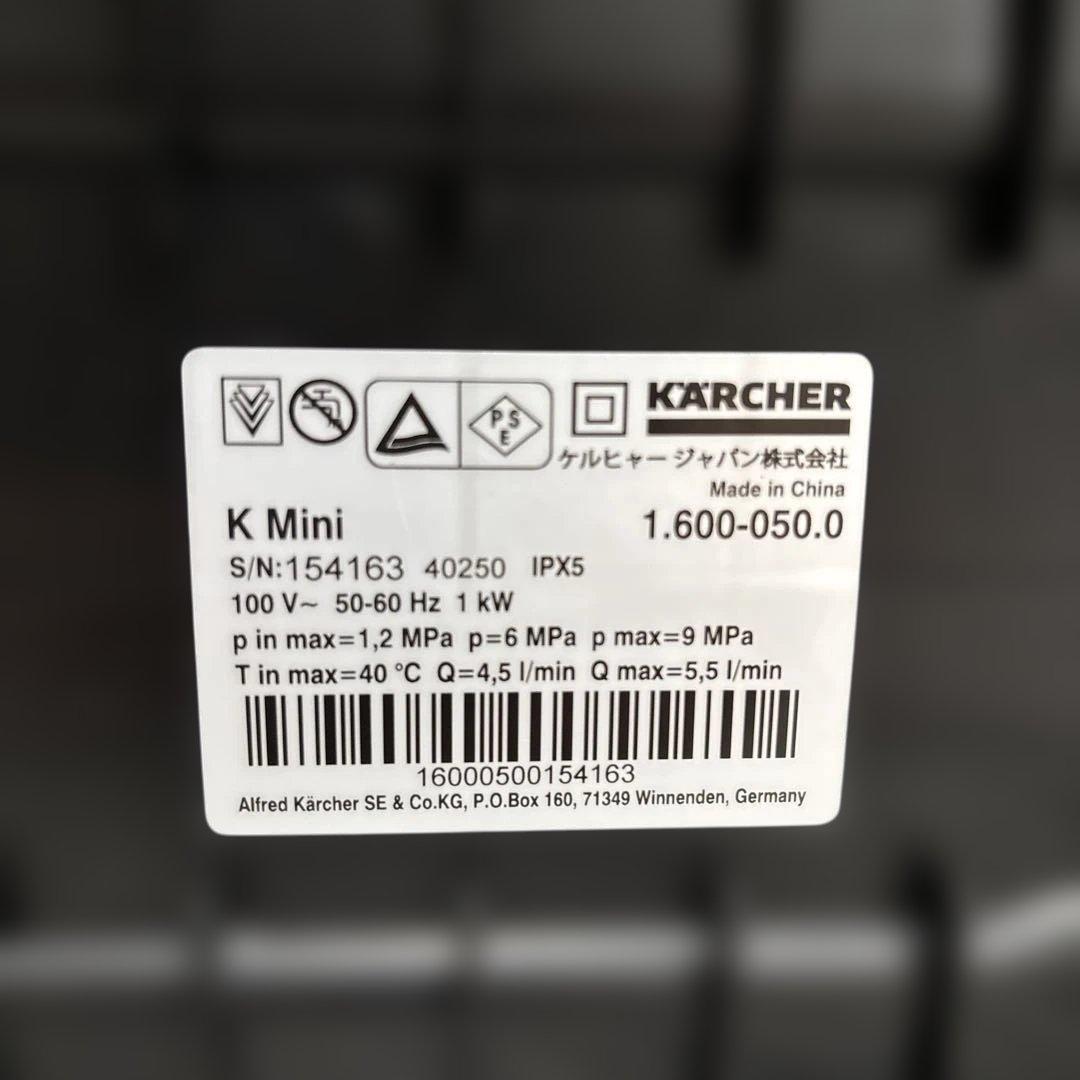 KÄRCHER
PSE
ケルヒャー ジャパン株式会社
Made in China
K Mini 1.600-050.0
S/N:154163 40250 IPX5
100 V~ 50-60 Hz 1 kW
p in max=1,2 MPa p=6 MPa p max=9 MPa
T in max=40 °C Q=4,5 l/min Q max=5,5 l/min
16000500154163
Alfred Kärcher SE & Co.KG, P.O.Box 160, 71349 Winnenden, Germany